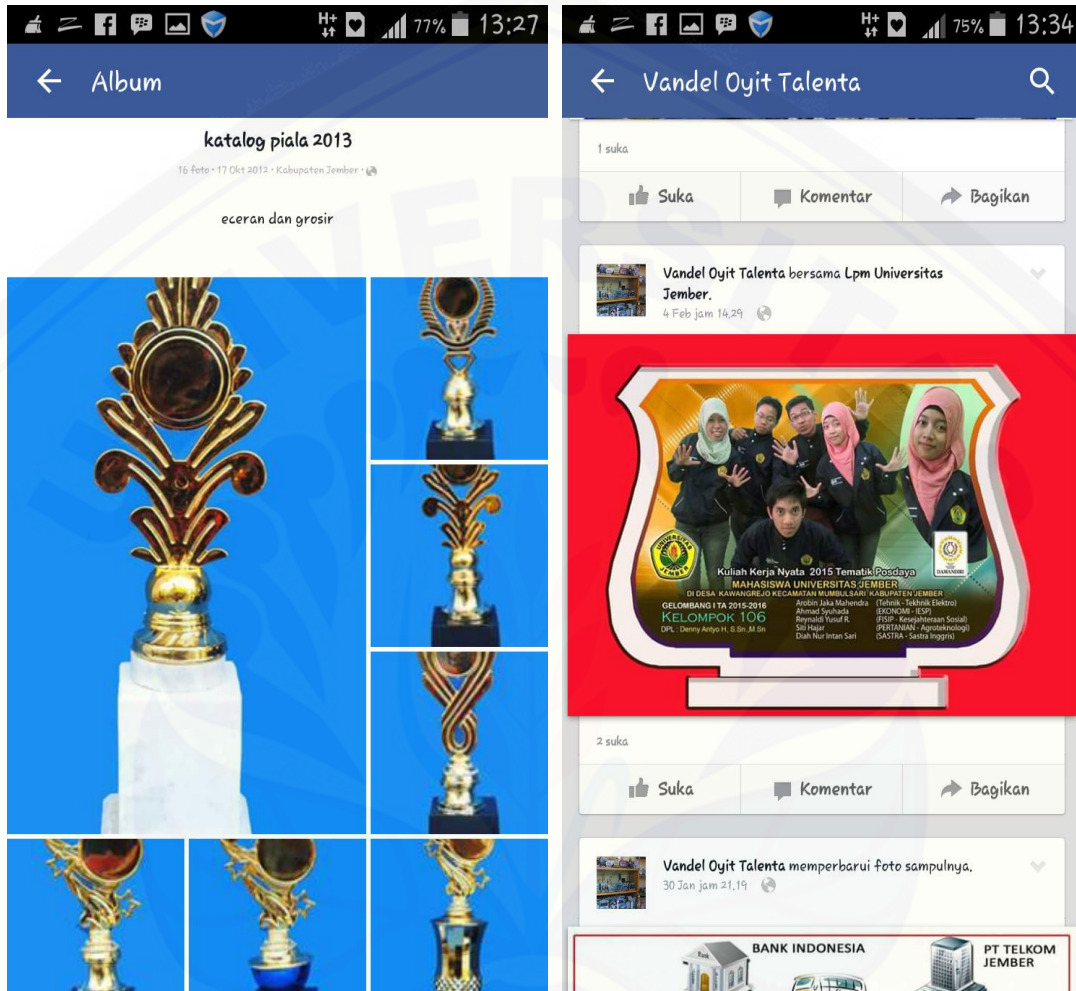 77% 13:27
Album
katalog piala 2013
16 foto • 17 Okt 2012 • Kabupaten Jember •
eceran dan grosir
75% 13:34
Vandel Oyit Talenta
1 suka
Suka Komentar Bagikan
Vandel Oyit Talenta bersama Lpm Universitas
Jember.
4 Feb jam 14.29
UNIVERSITAS
JEMBER
DAMANDIRI
Kuliah Kerja Nyata 2015 Tematik Posdaya
MAHASISWA UNIVERSITAS JEMBER
DI DESA KAWANGREJO KECAMATAN MUMBULSARI KABUPATEN JEMBER
GELOMBANG I TA 2015-2016
KELOMPOK 106
DPL : Denny Antyo H, S.Sn.,M.Sn
Arobin Jaka Mahendra (Tehnik - Tekhnik Elektro)
Ahmad Syuhada (EKONOMI - IESP)
Reynaldi Yusuf R. (FISIP - Kesejahteraan Sosial)
Siti Hajar (PERTANIAN - Agroteknologi)
Diah Nur Intan Sari (SASTRA - Sastra Inggris)
2 suka
Suka Komentar Bagikan
Vandel Oyit Talenta memperbarui foto sampulnya.
30 Jan jam 21.19
BANK INDONESIA
PT TELKOM
JEMBER